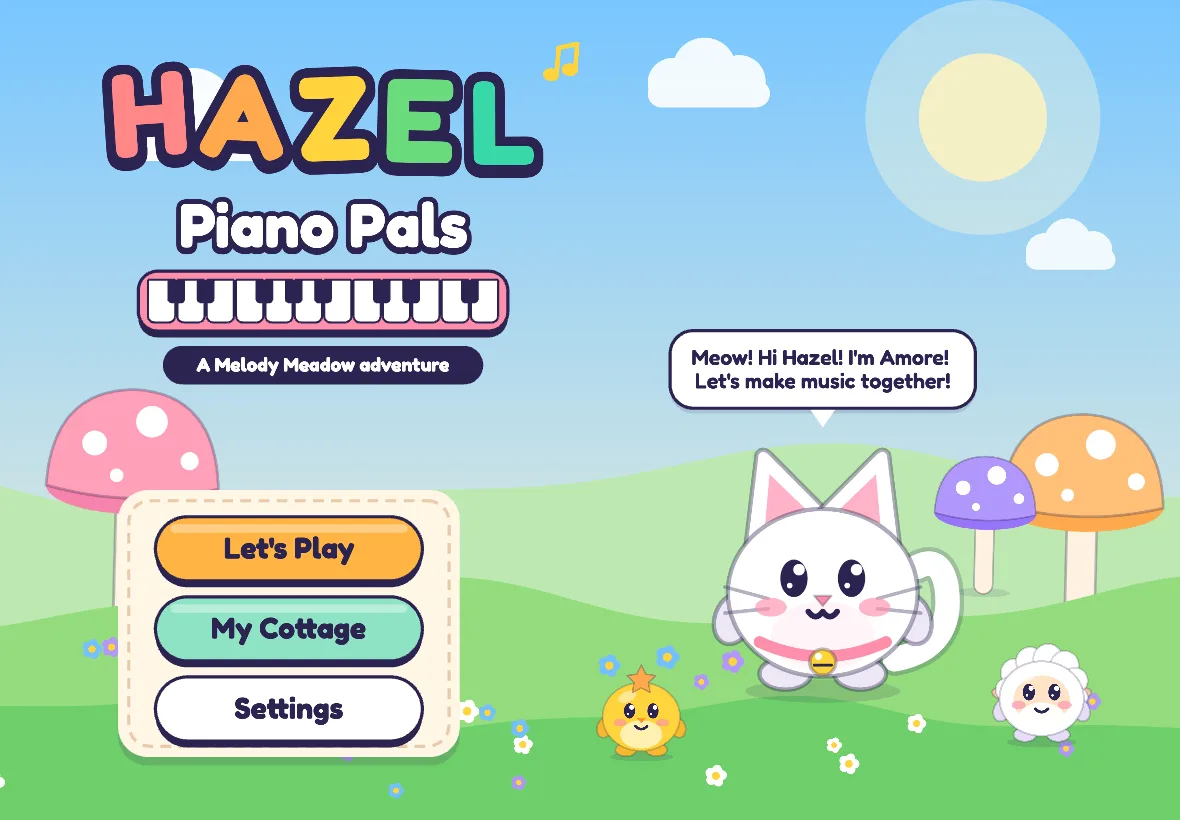 HAZEL
Piano Pals
A Melody Meadow adventure
Meow! Hi Hazel! I'm Amore!
Let's make music together!
Let's Play
My Cottage
Settings